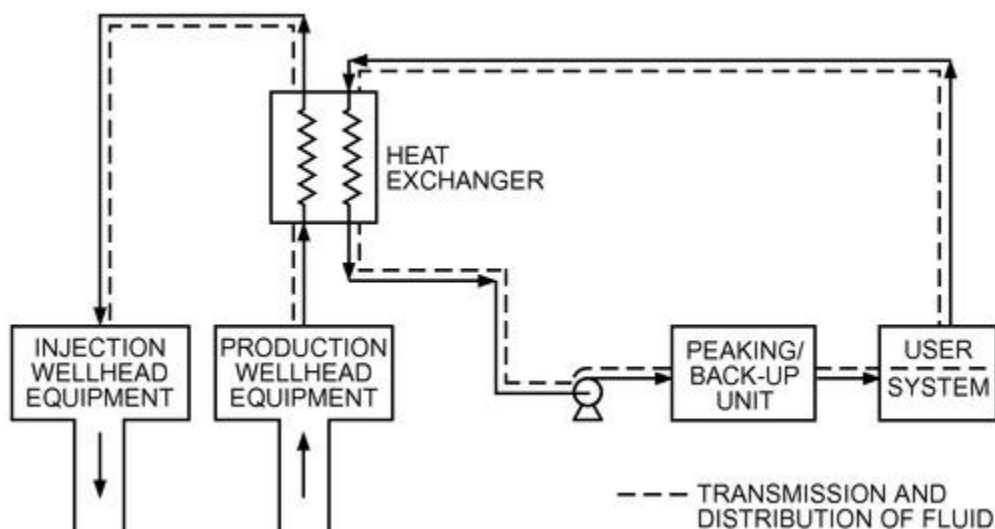 HEAT
EXCHANGER
INJECTION
WELLHEAD
EQUIPMENT
PRODUCTION
WELLHEAD
EQUIPMENT
PEAKING/
BACK-UP
UNIT
USER
SYSTEM
TRANSMISSION AND
DISTRIBUTION OF FLUID